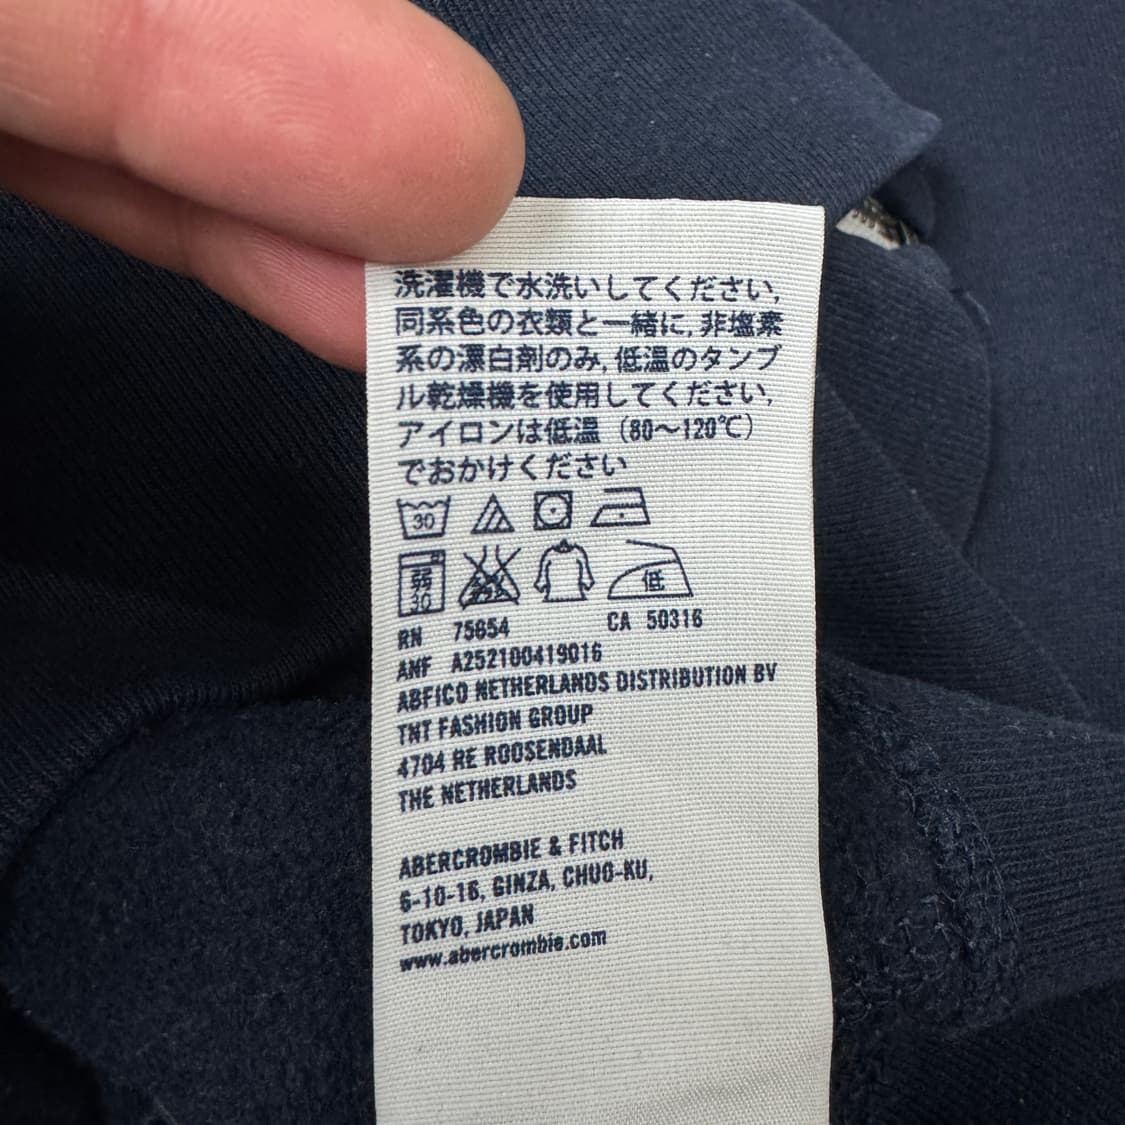 洗濯機で水洗いしてください,
同系色の衣類と一緒に, 非塩素
系の漂白剤のみ, 低温のタンブ
ル乾燥機を使用してください,
アイロンは低温（80～120℃）
でおかけください
30
弱
30
低
RN 75654 CA 50316
ANF A252100419016
ABFICO NETHERLANDS DISTRIBUTION BV
TNT FASHION GROUP
4704 RE ROOSENDAAL
THE NETHERLANDS
ABERCROMBIE & FITCH
6-10-16, GINZA, CHUO-KU,
TOKYO, JAPAN
www.abercrombie.com